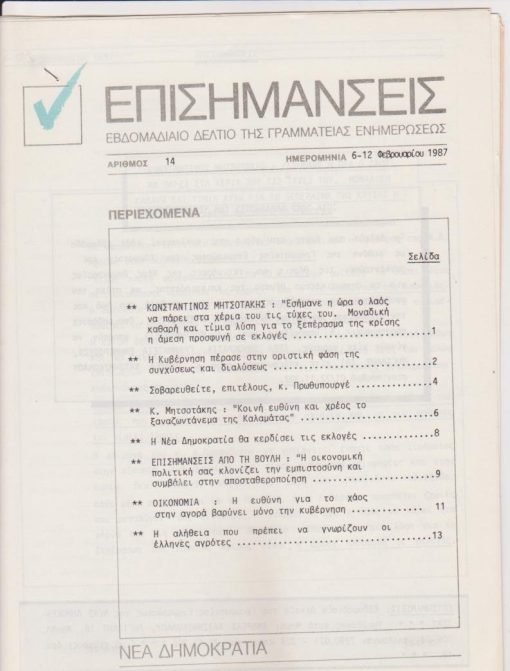 ΕΠΙΣΗΜΑΝΣΕΙΣ
ΕΒΔΟΜΑΔΙΑΙΟ ΔΕΛΤΙΟ ΤΗΣ ΓΡΑΜΜΑΤΕΙΑΣ ΕΝΗΜΕΡΩΣΕΩΣ
ΑΡΙΘΜΟΣ 14 ΗΜΕΡΟΜΗΝΙΑ 6-12 Φεβρουαρίου 1987
ΠΕΡΙΕΧΟΜΕΝΑ
Σελίδα
** ΚΩΝΣΤΑΝΤΙΝΟΣ ΜΗΤΣΟΤΑΚΗΣ : "Εσήμανε η ώρα ο λαός
να πάρει στα χέρια του τις τύχες του. Μοναδική
καθαρή και τίμια λύση για το ξεπέρασμα της κρίσης
η άμεση προσφυγή σε εκλογές ....................1
** Η Κυβέρνηση πέρασε στην οριστική φάση της
συγχύσεως και διαλύσεως ........................2
** Σοβαρευθείτε, επιτέλους, κ. Πρωθυπουργέ ...........4
** Κ. Μητσοτάκης : "Κοινή ευθύνη και χρέος το
ξαναζωντάνεμα της Καλαμάτας" ....................6
** Η Νέα Δημοκρατία θα κερδίσει τις εκλογές ..........8
** ΕΠΙΣΗΜΑΝΣΕΙΣ ΑΠΟ ΤΗ ΒΟΥΛΗ : "Η οικονομική
πολιτική σας κλονίζει την εμπιστοσύνη και
συμβάλει στην αποσταθεροποίηση .................9
** ΟΙΚΟΝΟΜΙΑ : Η ευθύνη για το χάος
στην αγορά βαρύνει μόνο την κυβέρνηση ............. 11
** Η αλήθεια που πρέπει να γνωρίζουν οι
έλληνες αγρότες ............................13
ΝΕΑ ΔΗΜΟΚΡΑΤΙΑ